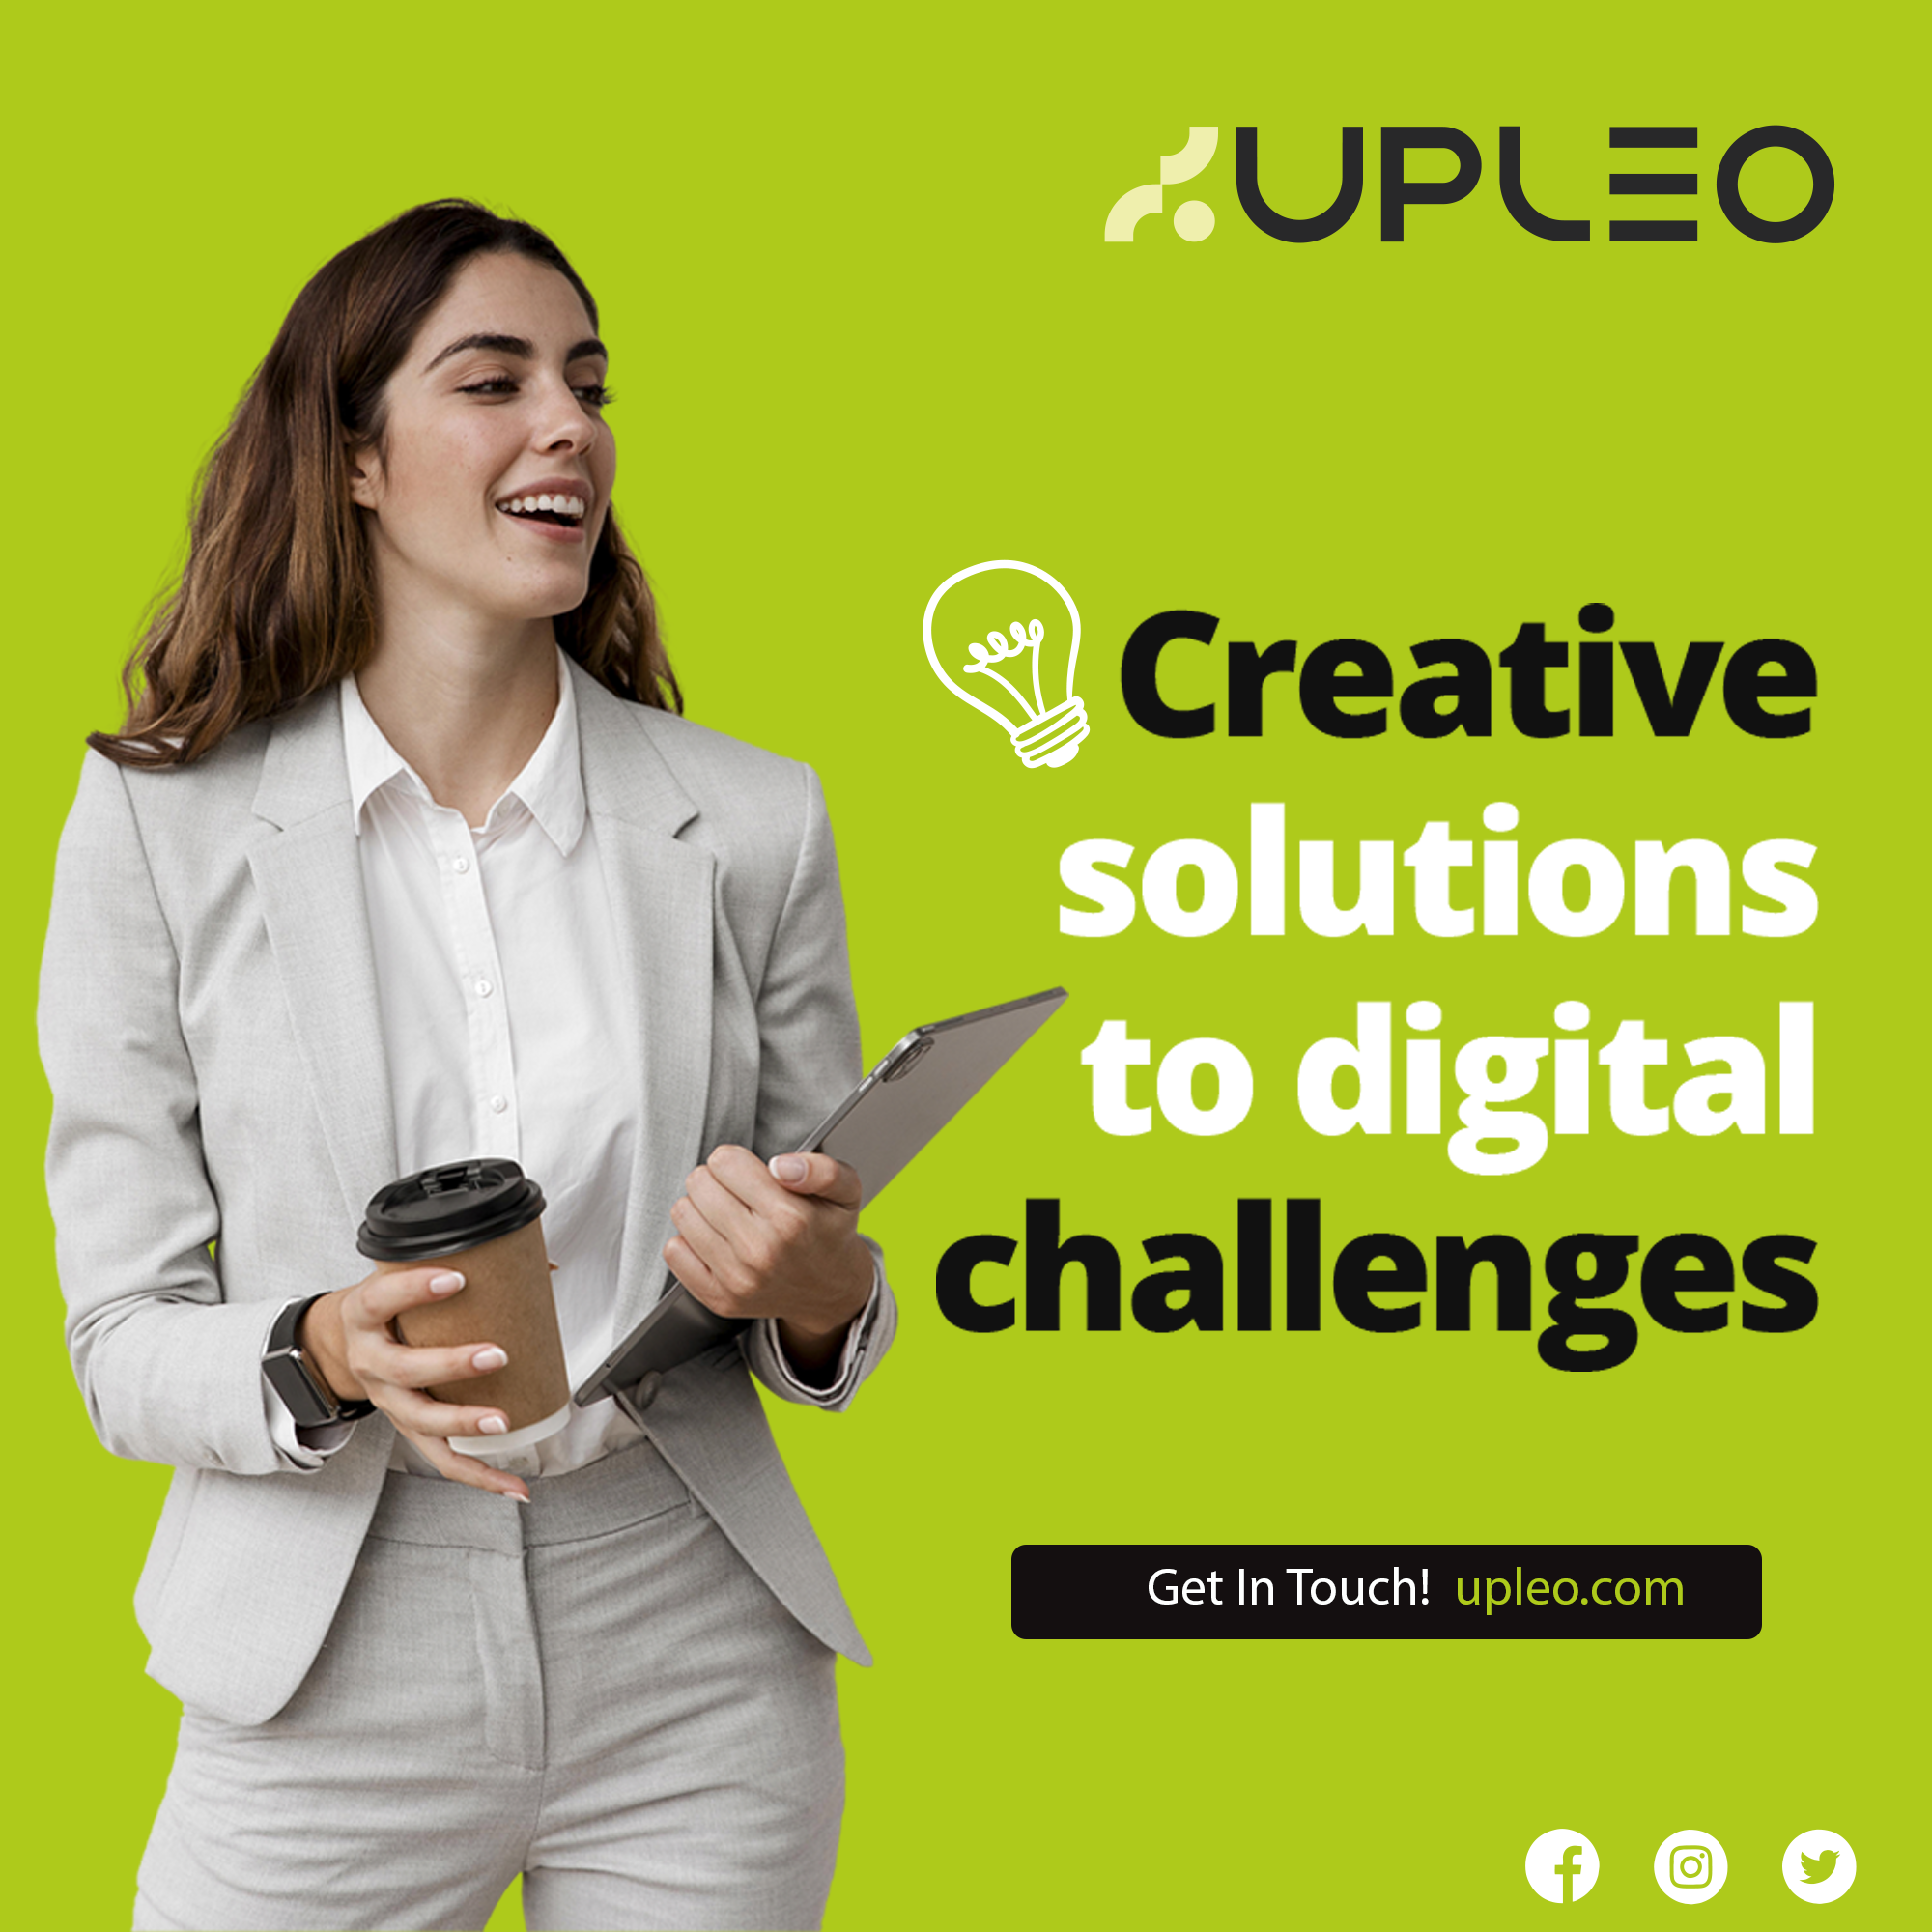 UPLEO
Creative
solutions
to digital
challenges
Get In Touch! upleo.com